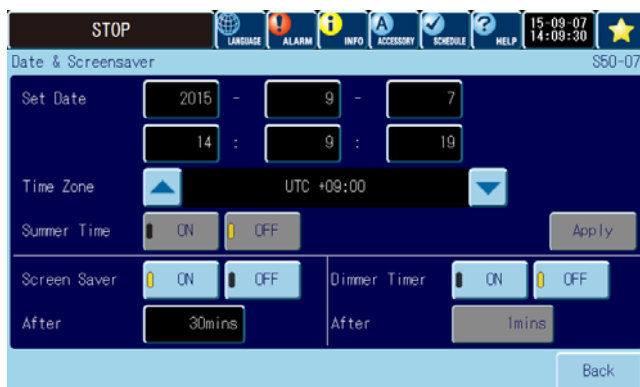 STOP LANGUAGE ALARM INFO A ACCESSORY SCHEDULE HELP 15-09-07
14:09:30
Date & Screensaver S50-07
Set Date 2015 - 9 - 7
14 : 9 : 19
Time Zone UTC +09:00
Summer Time ON OFF Apply
Screen Saver ON OFF Dimmer Timer ON OFF
After 30mins After 1mins
Back